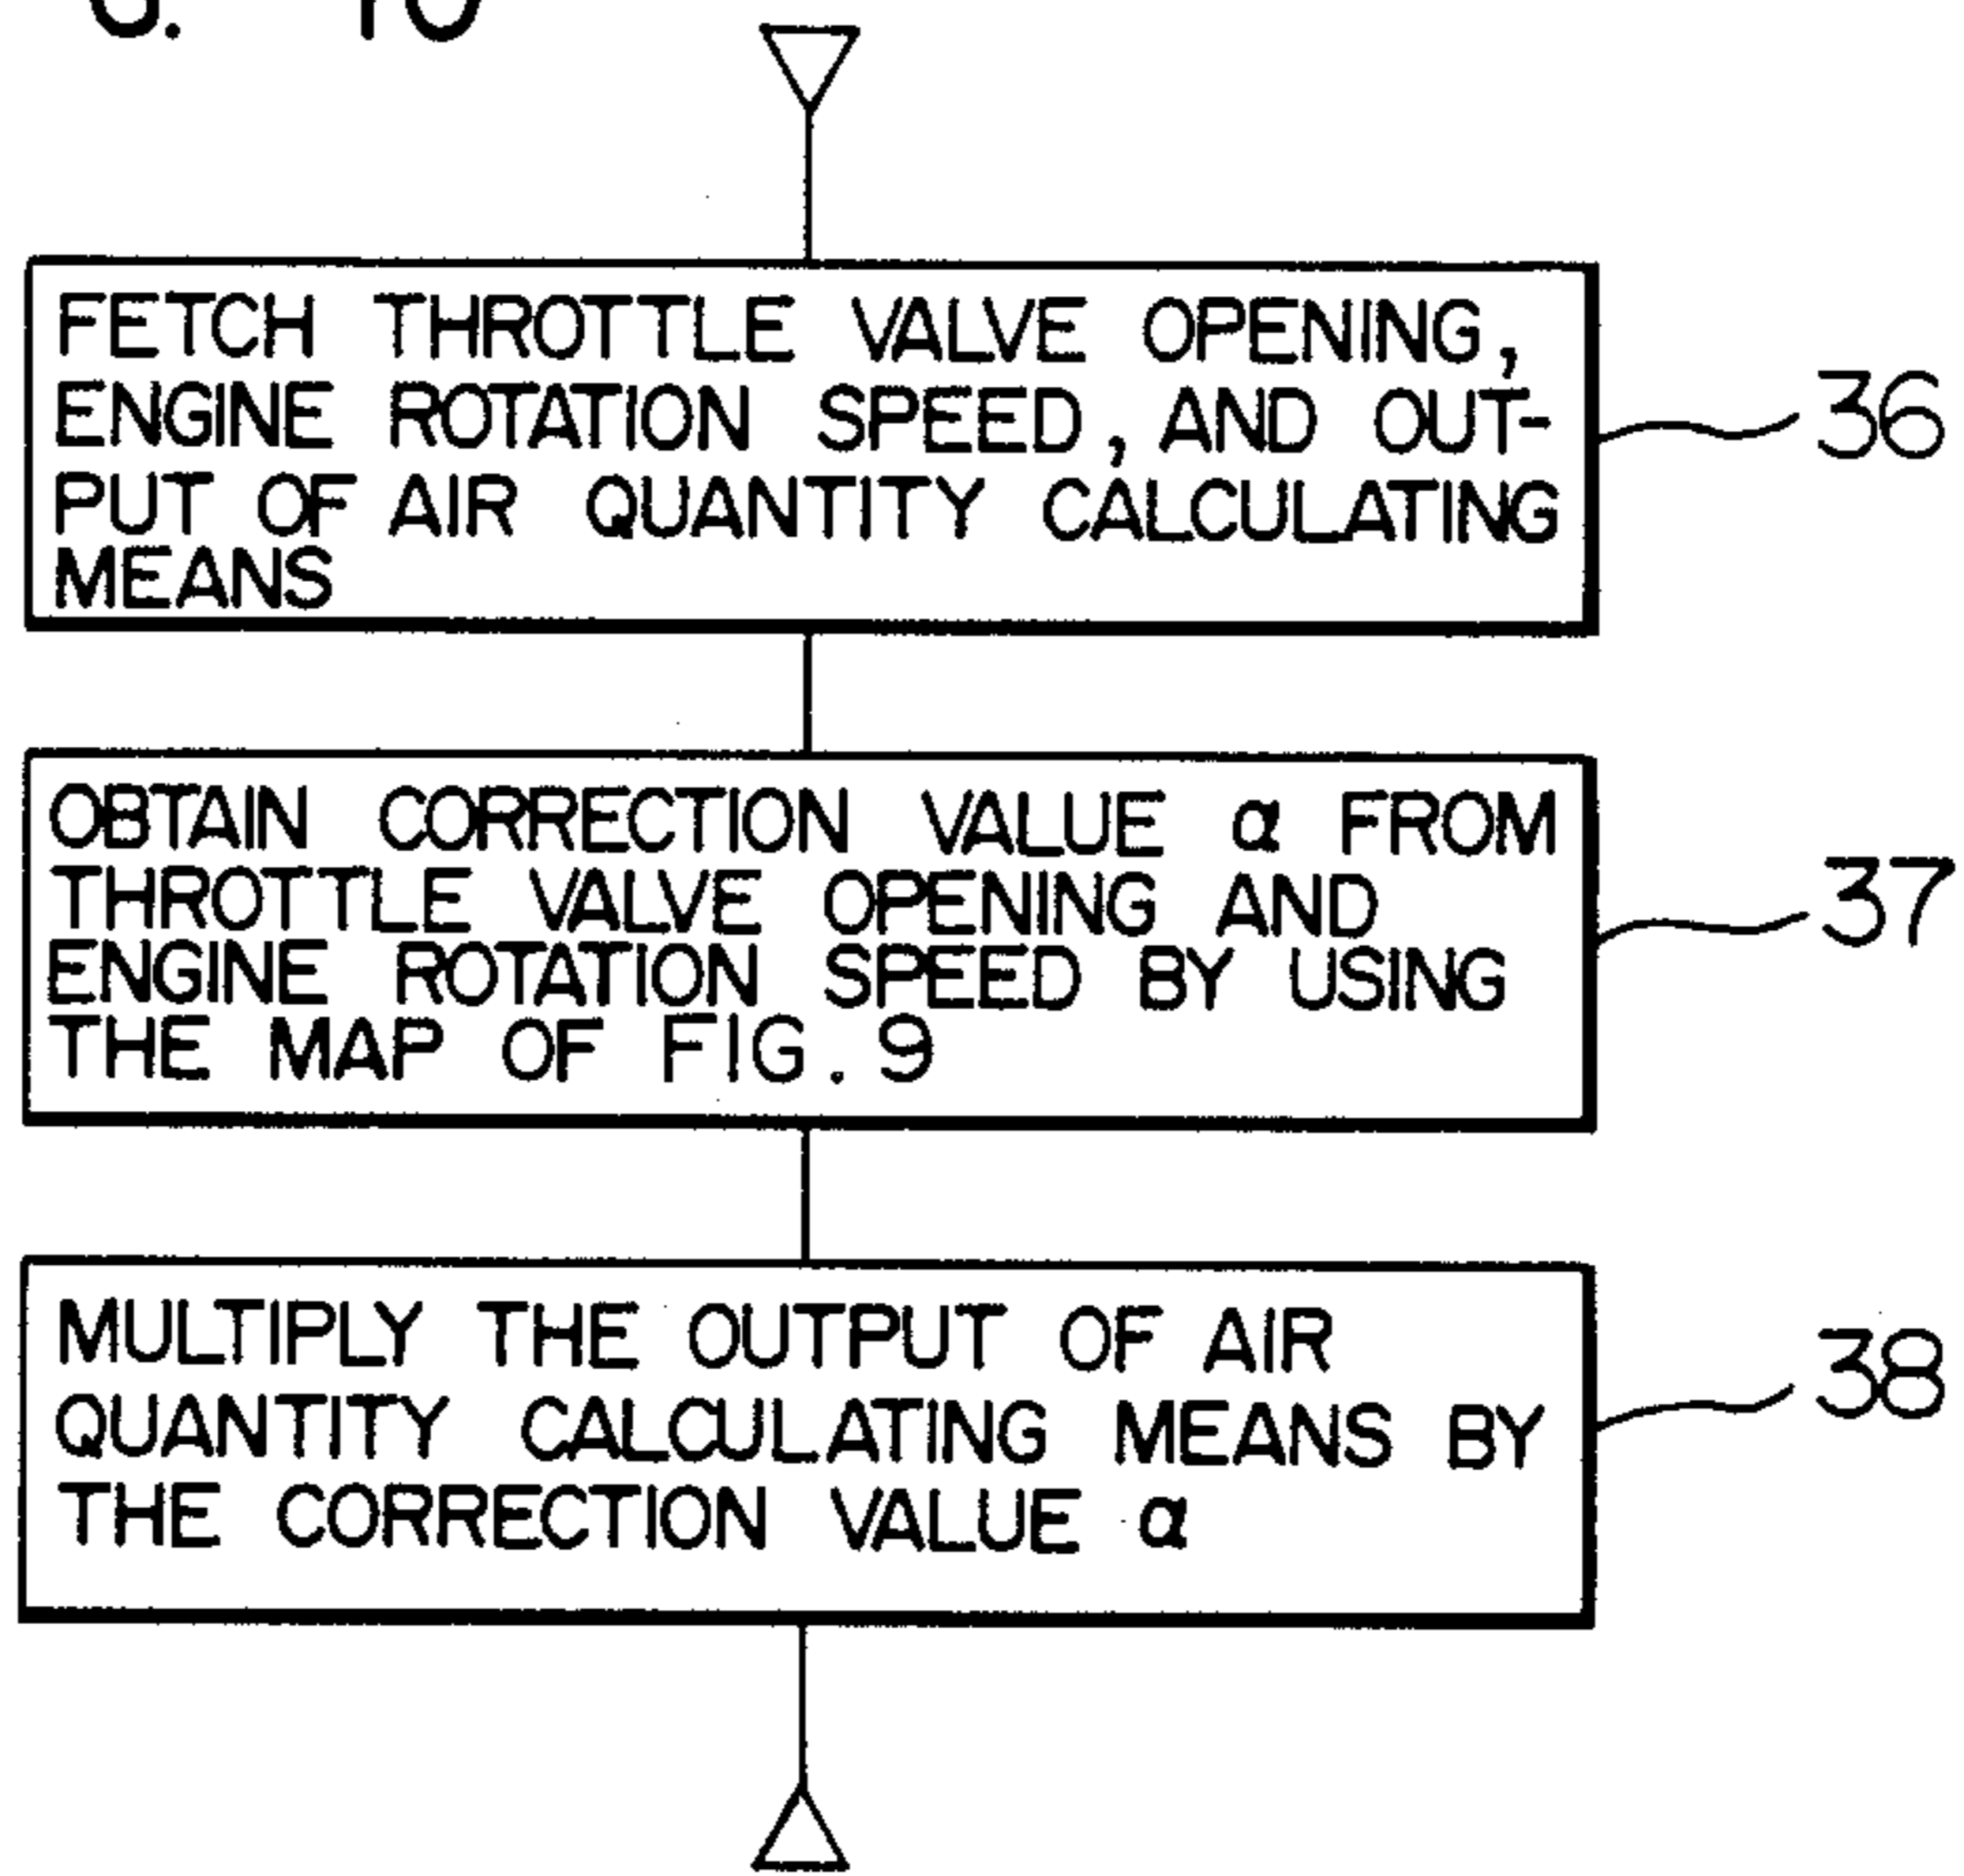 G. 10
FETCH THROTTLE VALVE OPENING,
ENGINE ROTATION SPEED, AND OUT-
PUT OF AIR QUANTITY CALCULATING
MEANS
36
OBTAIN CORRECTION VALUE α FROM
THROTTLE VALVE OPENING AND
ENGINE ROTATION SPEED BY USING
THE MAP OF FIG. 9
37
MULTIPLY THE OUTPUT OF AIR
QUANTITY CALCULATING MEANS BY
THE CORRECTION VALUE α
38